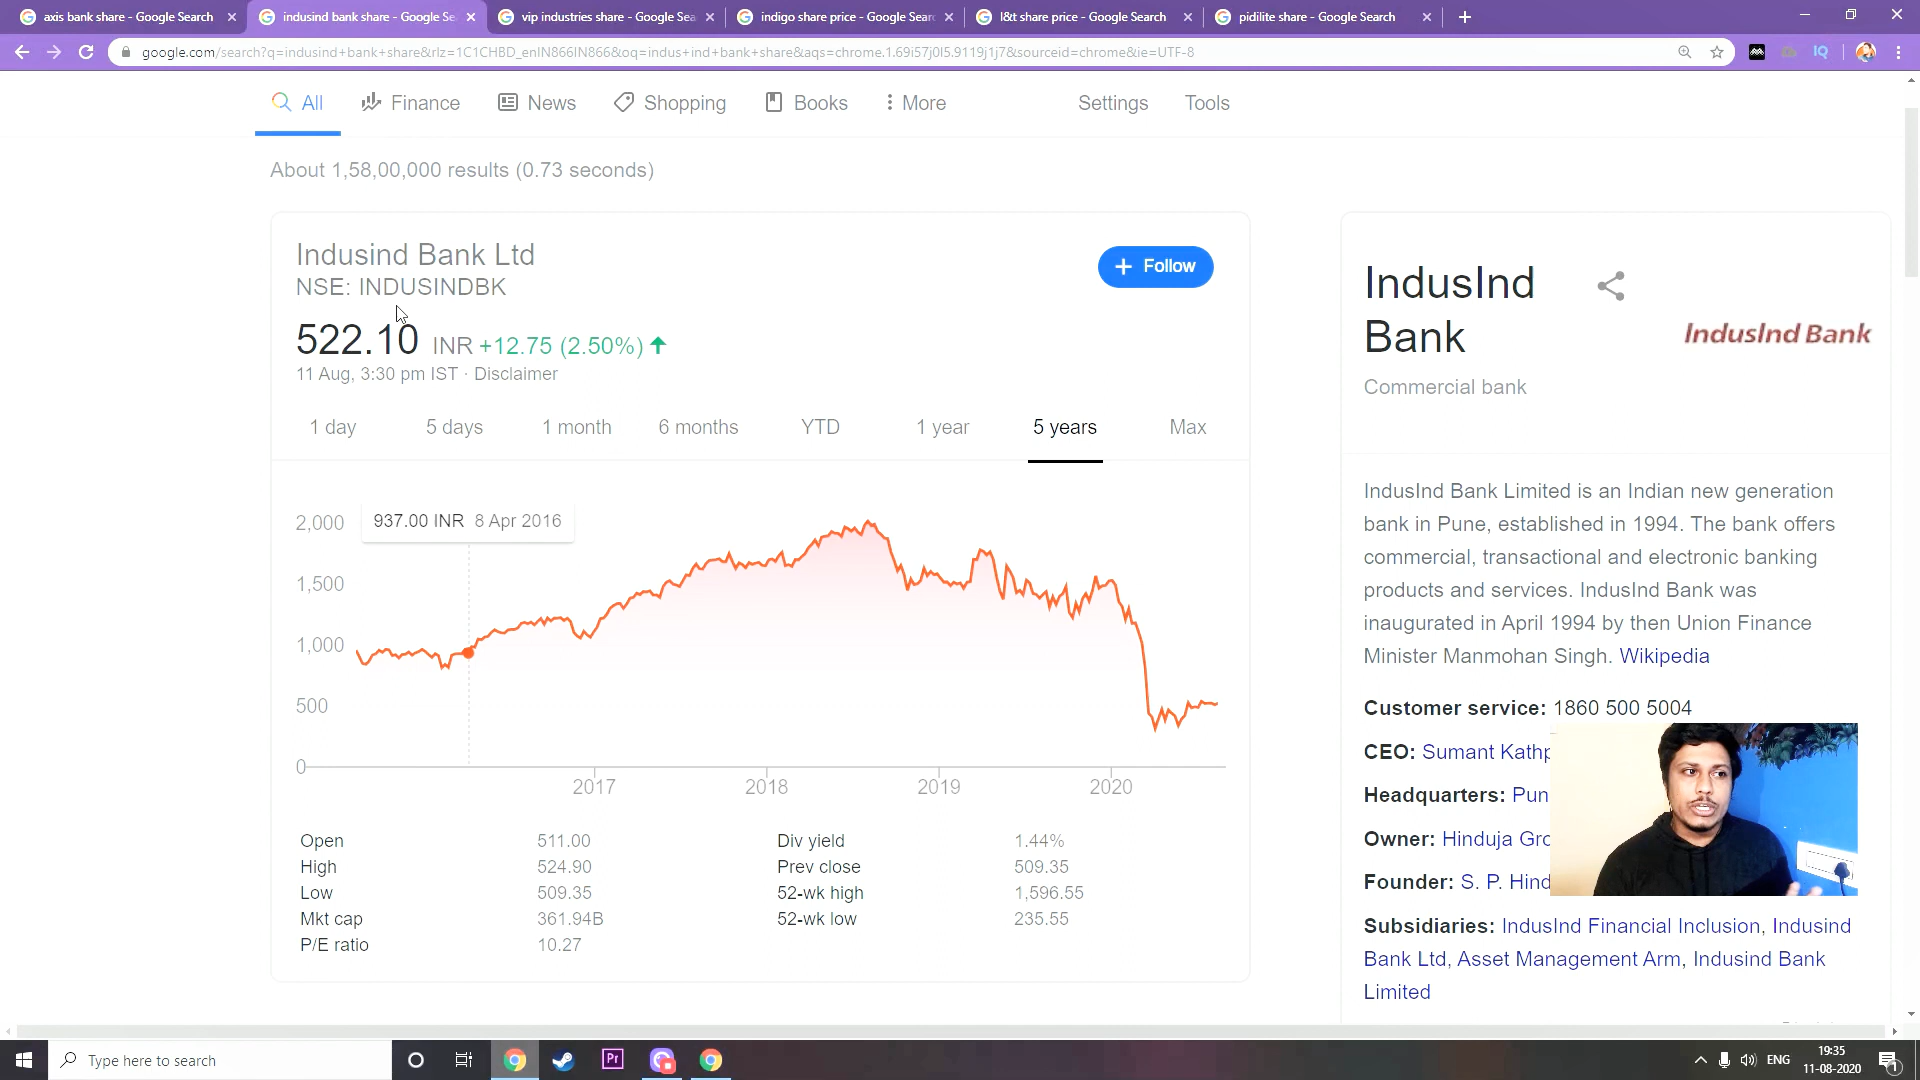 axis bank share - Google Search
indusind bank share - Google Se
vip industries share - Google Sea
indigo share price - Google Searc
l&t share price - Google Search
pidilite share - Google Search
google.com/search?q=indusind+bank+share&rlz=1C1CHBD_enIN866IN866&oq=indus+ind+bank+share&aqs=chrome.1.69i57j0l5.9119j1j7&sourceid=chrome&ie=UTF-8
IQ
All
Finance
News
Shopping
Books
More
Settings
Tools
About 1,58,00,000 results (0.73 seconds)
Indusind Bank Ltd
NSE: INDUSINDBK
Follow
522.10 INR +12.75 (2.50%)
11 Aug, 3:30 pm IST · Disclaimer
1 day
5 days
1 month
6 months
YTD
1 year
5 years
Max
937.00 INR 8 Apr 2016
2,000
1,500
1,000
500
0
2017
2018
2019
2020
Open 511.00
High 524.90
Low 509.35
Mkt cap 361.94B
P/E ratio 10.27
Div yield 1.44%
Prev close 509.35
52-wk high 1,596.55
52-wk low 235.55
IndusInd
Bank
IndusInd Bank
Commercial bank
IndusInd Bank Limited is an Indian new generation
bank in Pune, established in 1994. The bank offers
commercial, transactional and electronic banking
products and services. IndusInd Bank was
inaugurated in April 1994 by then Union Finance
Minister Manmohan Singh. Wikipedia
Customer service: 1860 500 5004
CEO: Sumant Kathp
Headquarters: Pun
Owner: Hinduja Gro
Founder: S. P. Hind
Subsidiaries: IndusInd Financial Inclusion, Indusind
Bank Ltd, Asset Management Arm, Indusind Bank
Limited
Type here to search
Pr
ENG
19:35
11-08-2020
1